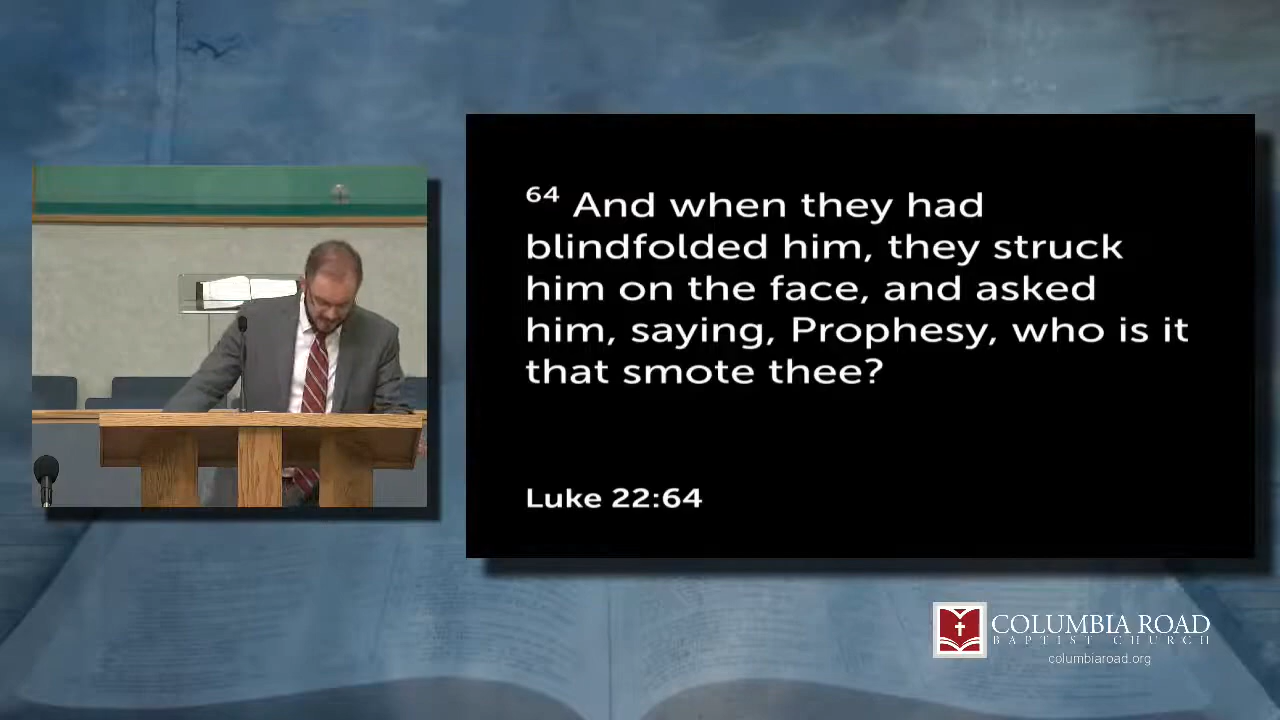 64 And when they had
blindfolded him, they struck
him on the face, and asked
him, saying, Prophesy, who is it
that smote thee?
Luke 22:64
COLUMBIA ROAD
BAPTIST CHURCH
columbiaroad.org